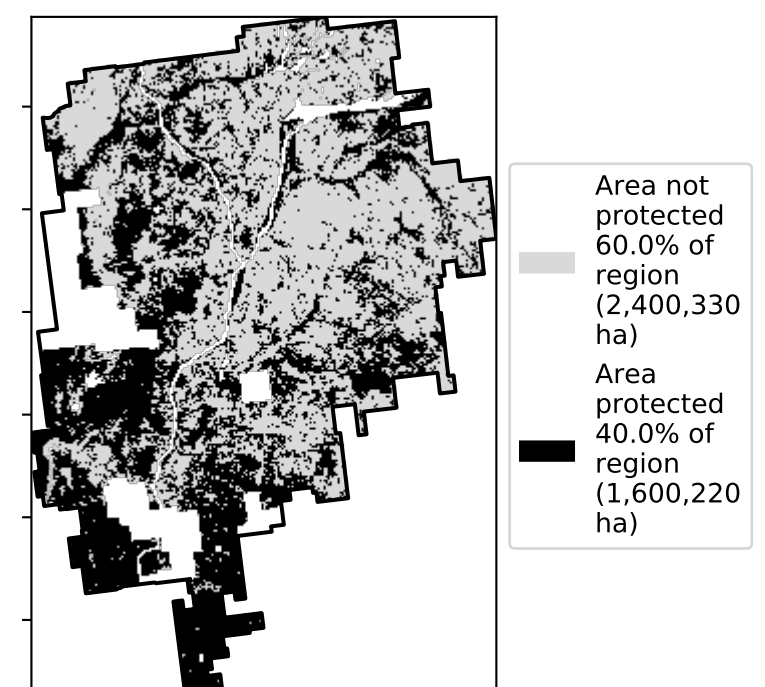 Area not
protected
60.0% of
region
(2,400,330
ha)
Area
protected
40.0% of
region
(1,600,220
ha)